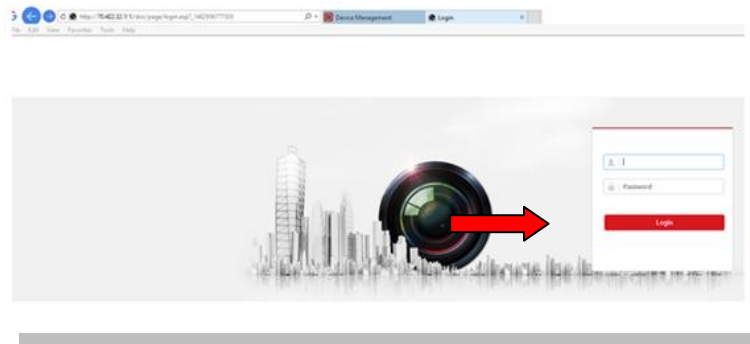 Device Management
Login
File Edit View Favorites Tools Help
Password
Login